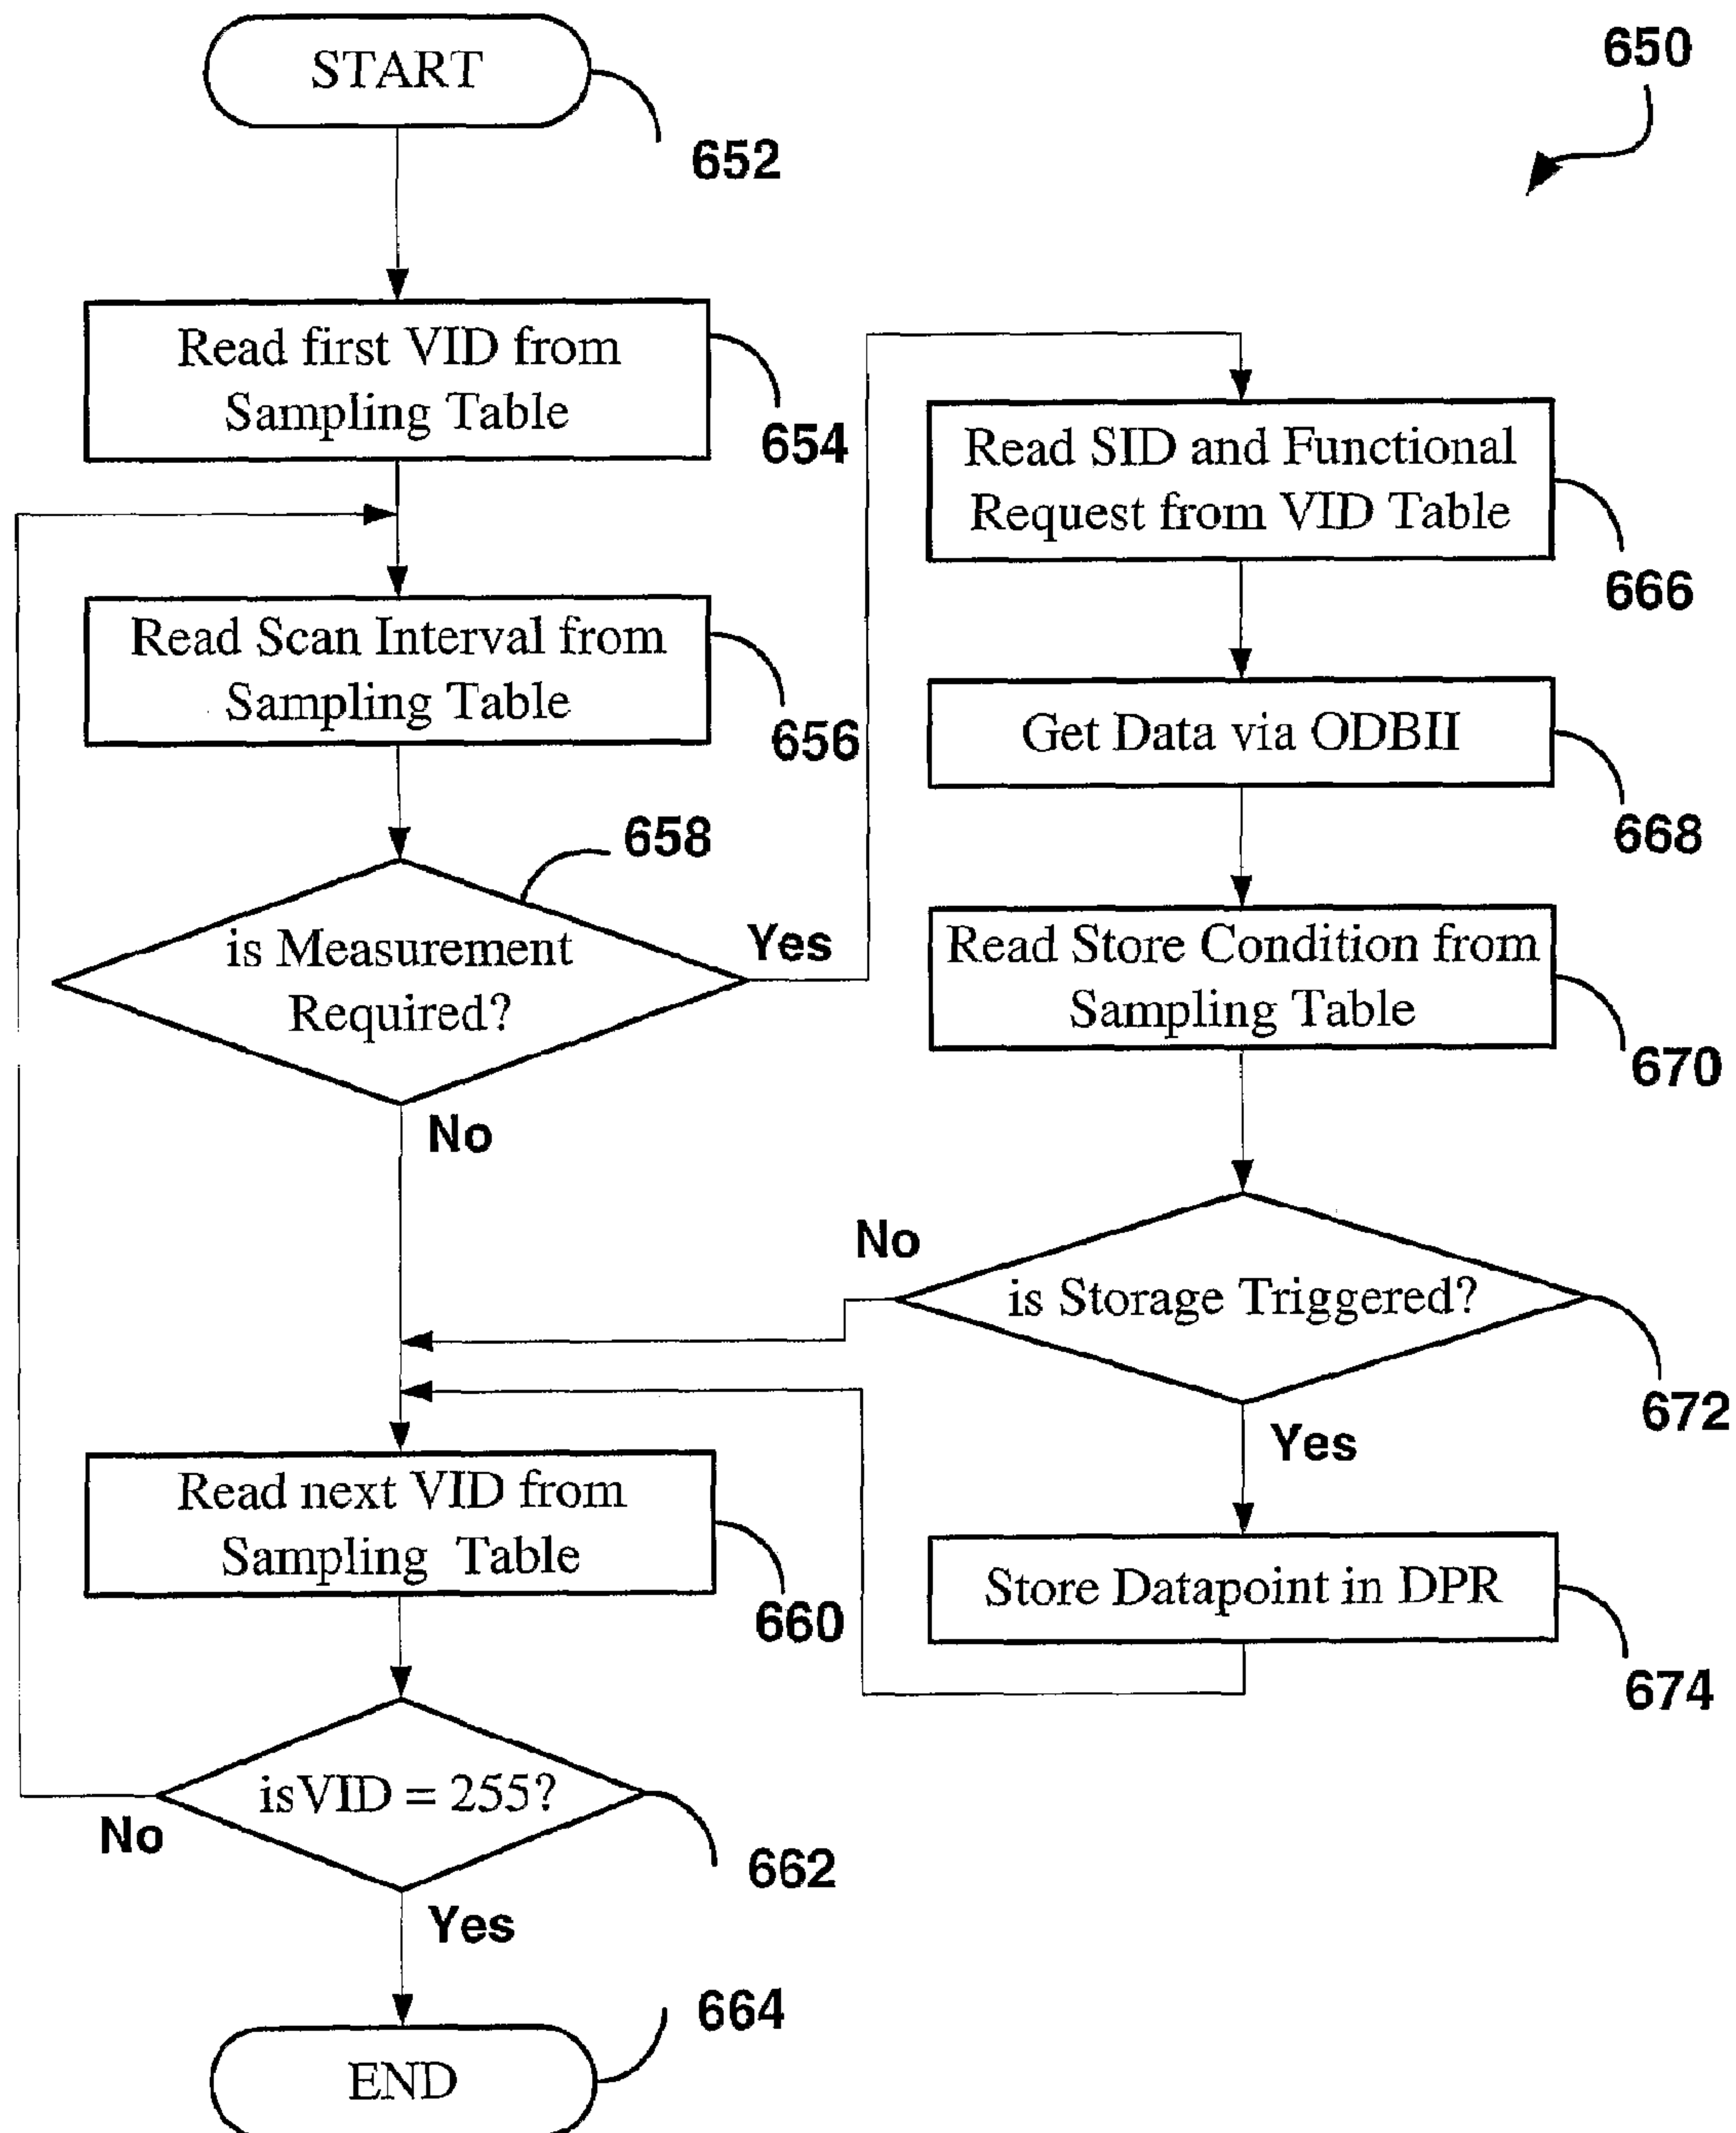 START
652
650
Read first VID from
Sampling Table
654
Read Scan Interval from
Sampling Table
656
658
is Measurement
Required?
Yes
No
Read SID and Functional
Request from VID Table
666
Get Data via ODBII
668
Read Store Condition from
Sampling Table
670
No
is Storage Triggered?
672
Yes
Store Datapoint in DPR
674
Read next VID from
Sampling Table
660
isVID = 255?
662
No
Yes
664
END